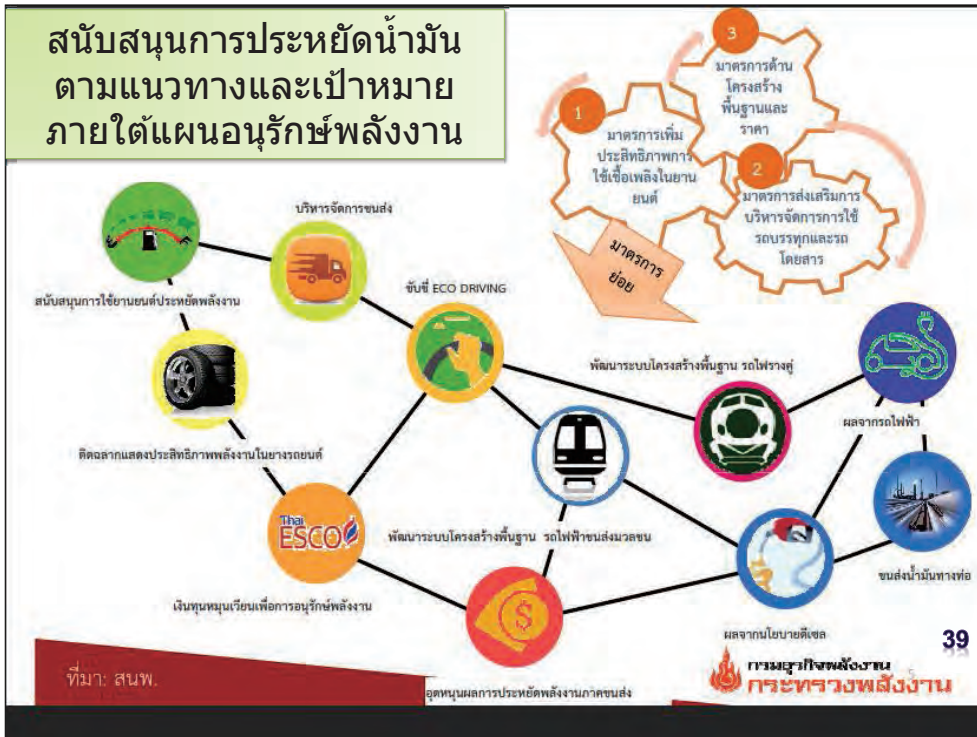 สนับสนุนการประหยัดน้ำมัน
ตามแนวทางและเป้าหมาย
ภายใต้แผนอนุรักษ์พลังงาน
3
มาตรการด้าน
โครงสร้าง
พื้นฐานและ
ราคา
1
มาตรการเพิ่ม
ประสิทธิภาพการ
ใช้เชื้อเพลิงในยาน
ยนต์
2
มาตรการส่งเสริมการ
บริหารจัดการการใช้
รถบรรทุกและรถ
โดยสาร
มาตรการ
ย่อย
บริหารจัดการขนส่ง
สนับสนุนการใช้ยานยนต์ประหยัดพลังงาน
ขับขี่ ECO DRIVING
พัฒนาระบบโครงสร้างพื้นฐาน รถไฟรางคู่
ผลจากรถไฟฟ้า
ติดฉลากแสดงประสิทธิภาพพลังงานในยางรถยนต์
Thai
ESCO
พัฒนาระบบโครงสร้างพื้นฐาน รถไฟฟ้าขนส่งมวลชน
ขนส่งน้ำมันทางท่อ
เงินทุนหมุนเวียนเพื่อการอนุรักษ์พลังงาน
$
ผลจากนโยบายดีเซล
39
ที่มา: สนพ.
กรมธุรกิจพลังงาน
กระทรวงพลังงาน
5
อุดหนุนผลการประหยัดพลังงานภาคขนส่ง